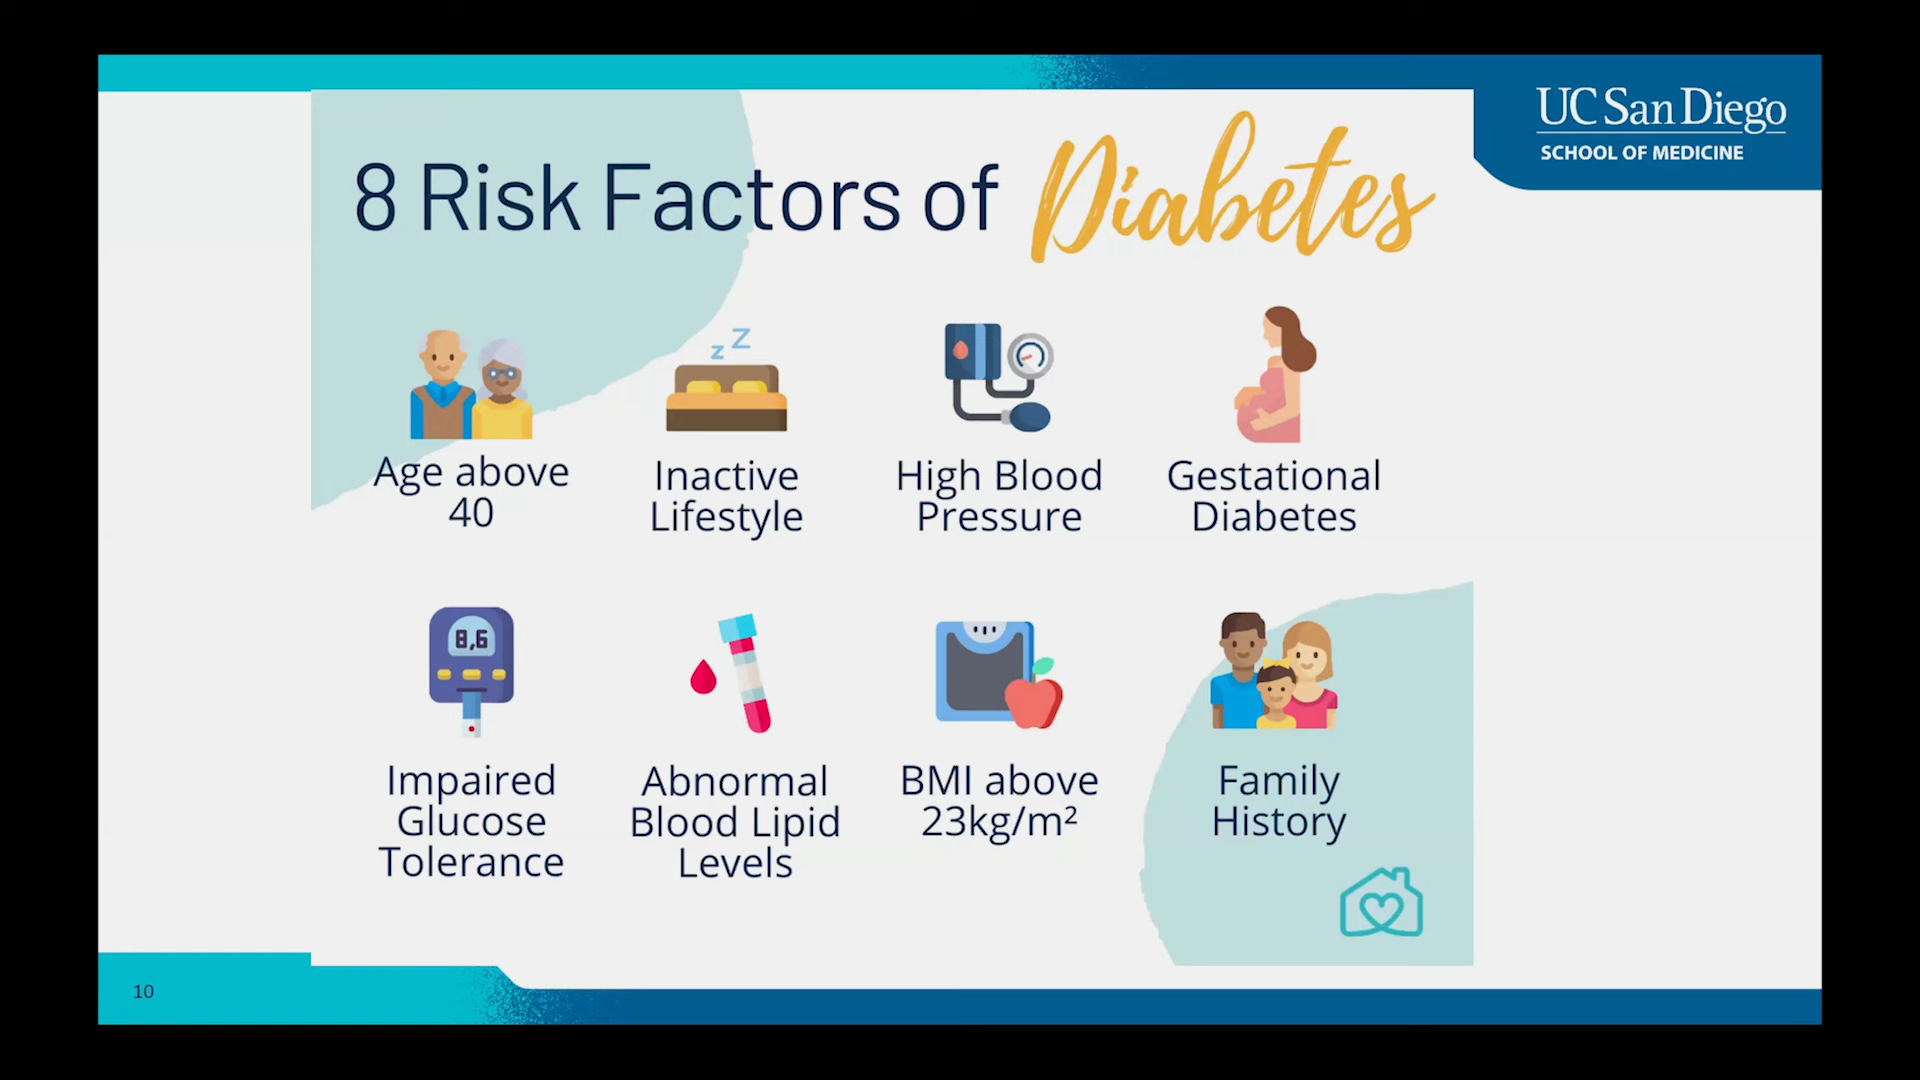 UC San Diego
SCHOOL OF MEDICINE
8 Risk Factors of Diabetes
z Z
Age above
40
Inactive
Lifestyle
High Blood
Pressure
Gestational
Diabetes
8,6
Impaired
Glucose
Tolerance
Abnormal
Blood Lipid
Levels
BMI above
23kg/m²
Family
History
10